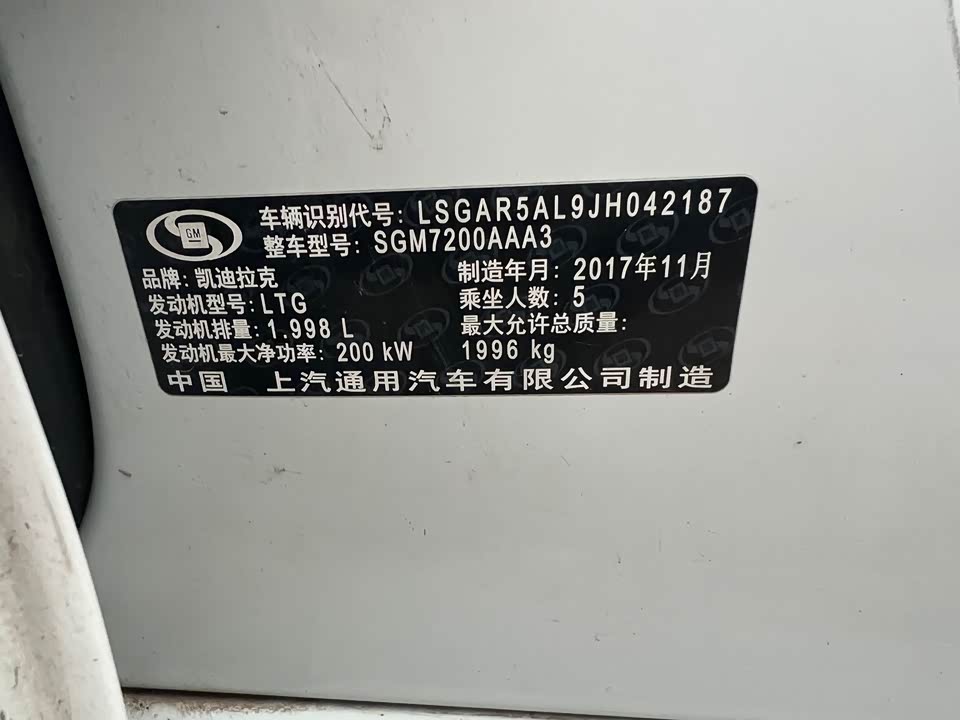 GM
车辆识别代号: LSGAR5AL9JH042187
整车型号: SGM7200AAA3
品牌: 凯迪拉克
制造年月: 2017年11月
发动机型号: LTG
乘坐人数: 5
发动机排量: 1.998 L
最大允许总质量:
发动机最大净功率: 200 kW
1996 kg
中国 上汽通用汽车有限公司制造